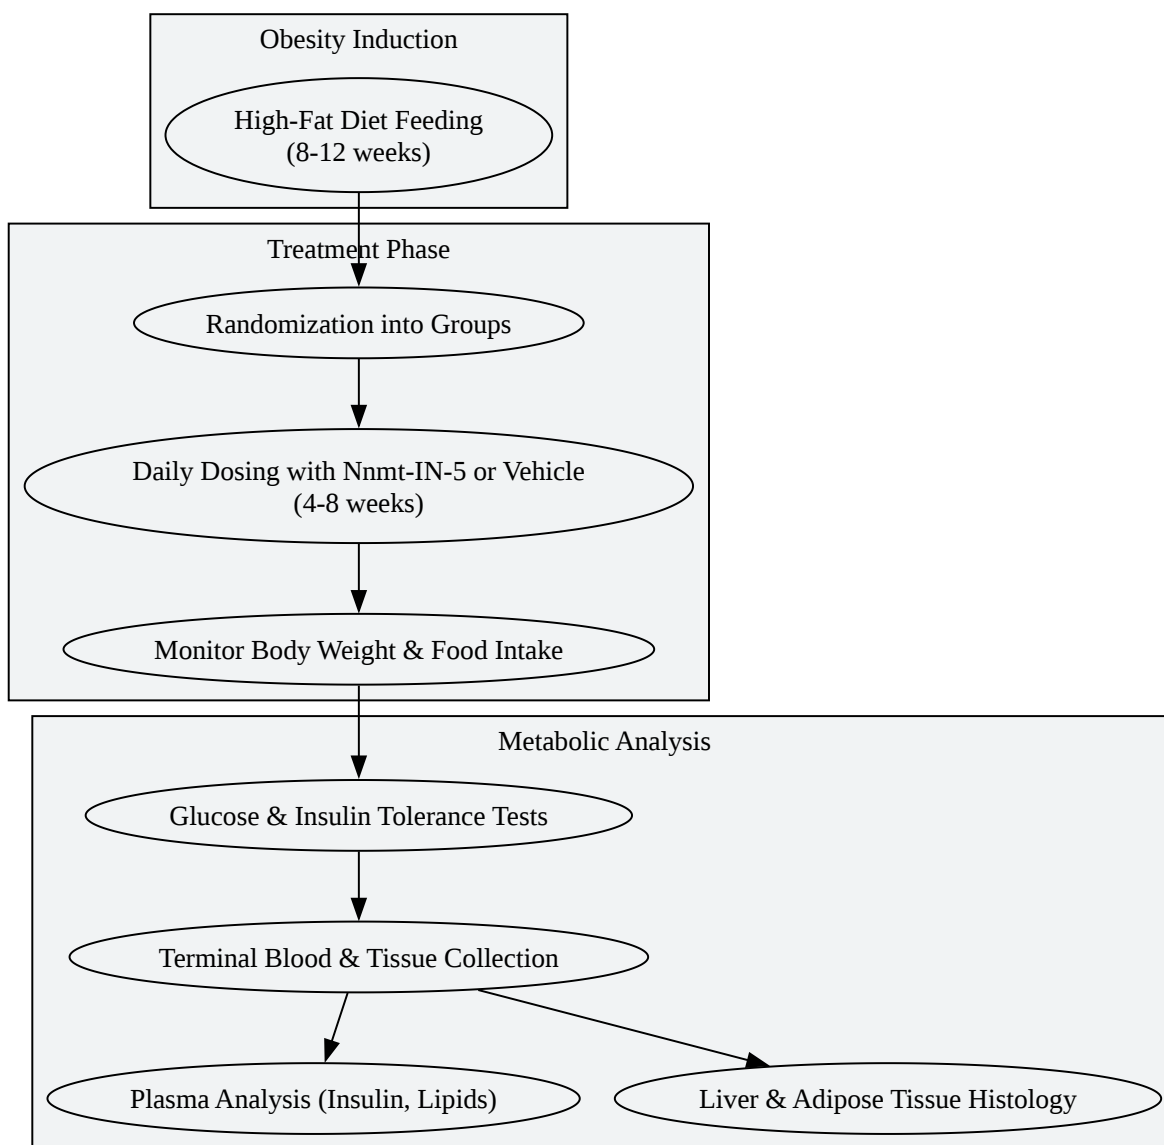 Obesity Induction
High-Fat Diet Feeding
(8-12 weeks)
Treatment Phase
Randomization into Groups
Daily Dosing with Nnmt-IN-5 or Vehicle
(4-8 weeks)
Monitor Body Weight & Food Intake
Metabolic Analysis
Glucose & Insulin Tolerance Tests
Terminal Blood & Tissue Collection
Plasma Analysis (Insulin, Lipids)
Liver & Adipose Tissue Histology